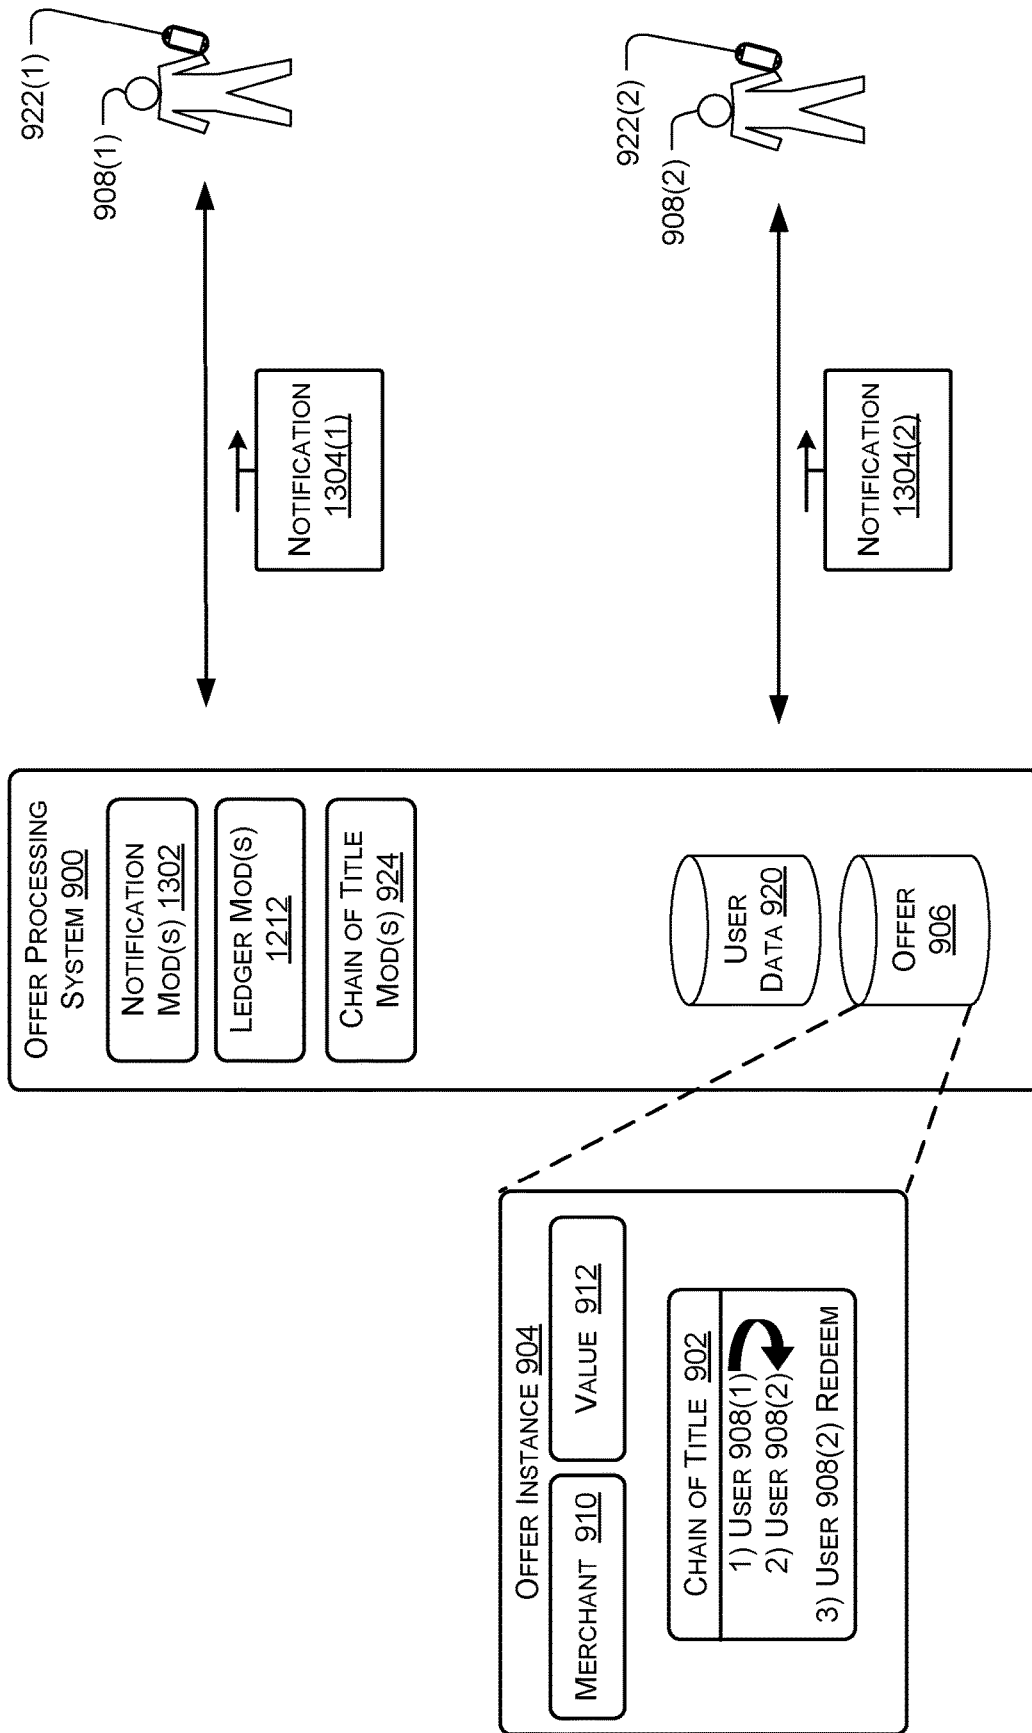 OFFER INSTANCE 904
MERCHANT 910
VALUE 912
CHAIN OF TITLE 902
1) USER 908(1)
2) USER 908(2)
3) USER 908(2) REDEEM
OFFER PROCESSING
SYSTEM 900
NOTIFICATION
MOD(S) 1302
LEDGER MOD(S)
1212
CHAIN OF TITLE
MOD(S) 924
USER
DATA 920
OFFER
906
NOTIFICATION
1304(1)
NOTIFICATION
1304(2)
922(1)
908(1)
922(2)
908(2)